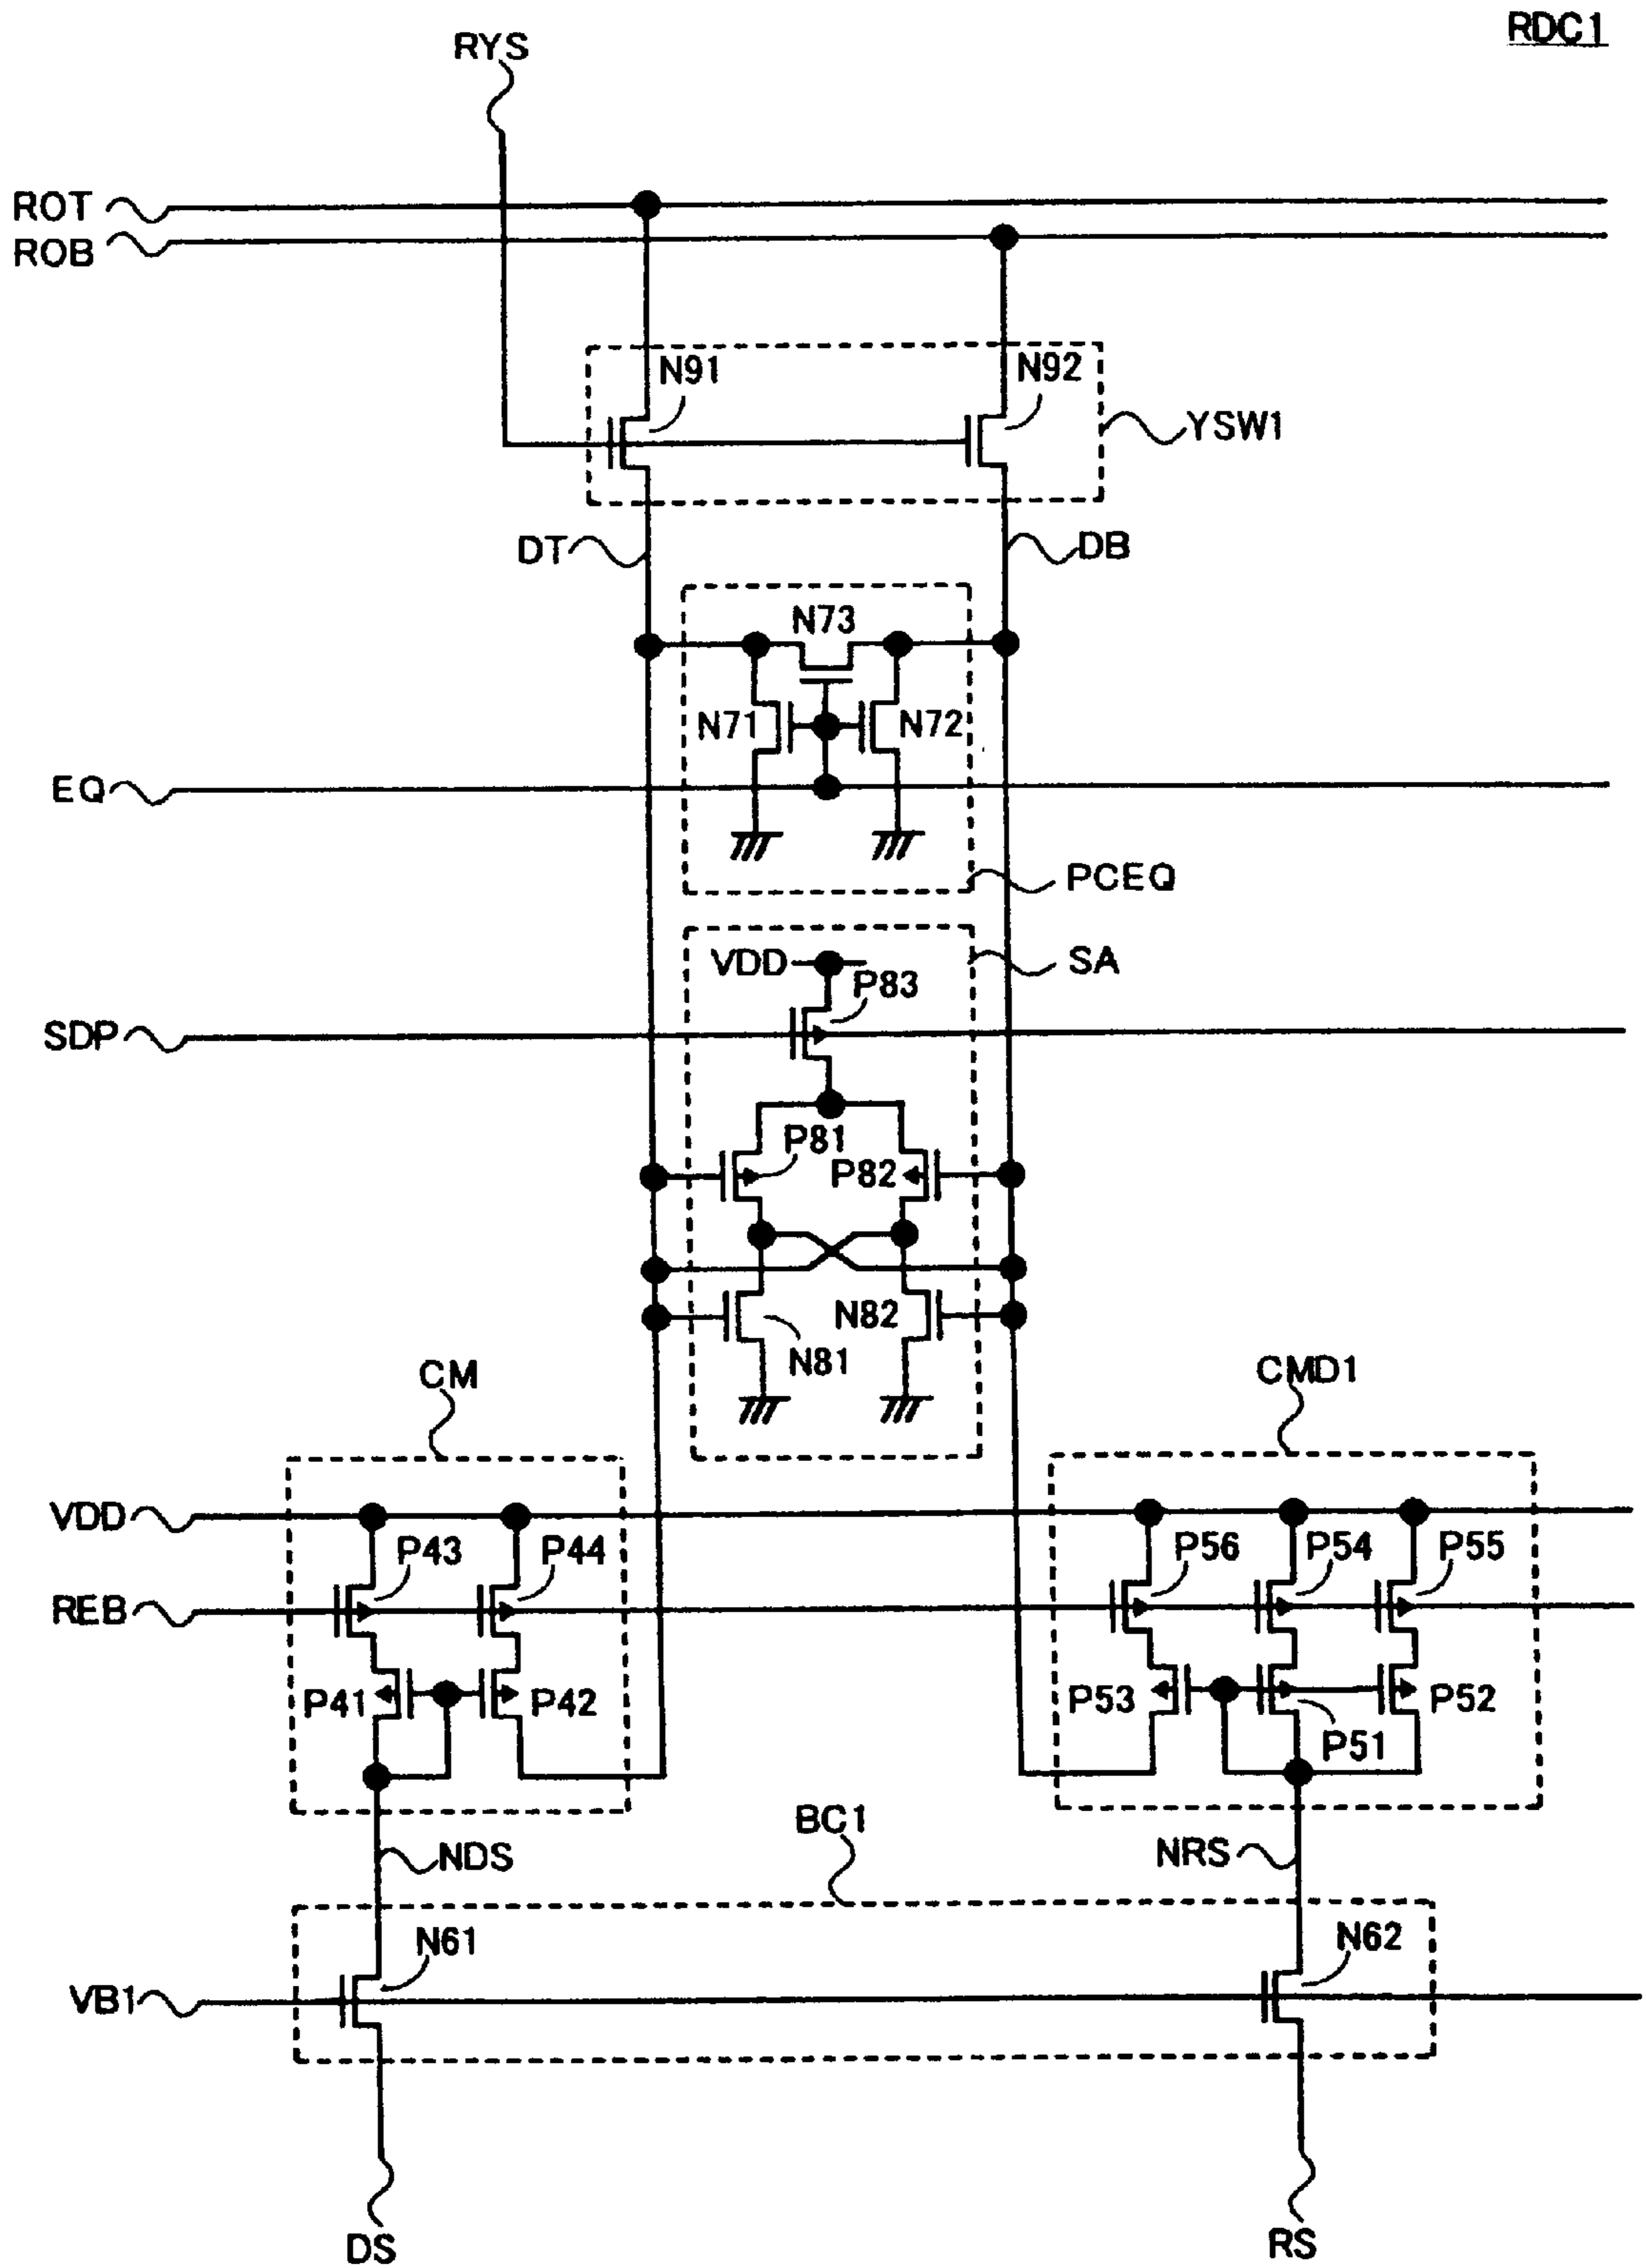 RDC1
RYS
ROT
ROB
N91
N92
YSW1
DT
DB
N73
N71
N72
EQ
PCEQ
VDD
SA
P83
SDP
P81
P82
N82
N81
CM
CMD1
VDD
P43
P44
P56
P54
P55
REB
P41
P42
P53
P52
P51
BC1
NDS
NRS
N61
N62
VB1
DS
RS